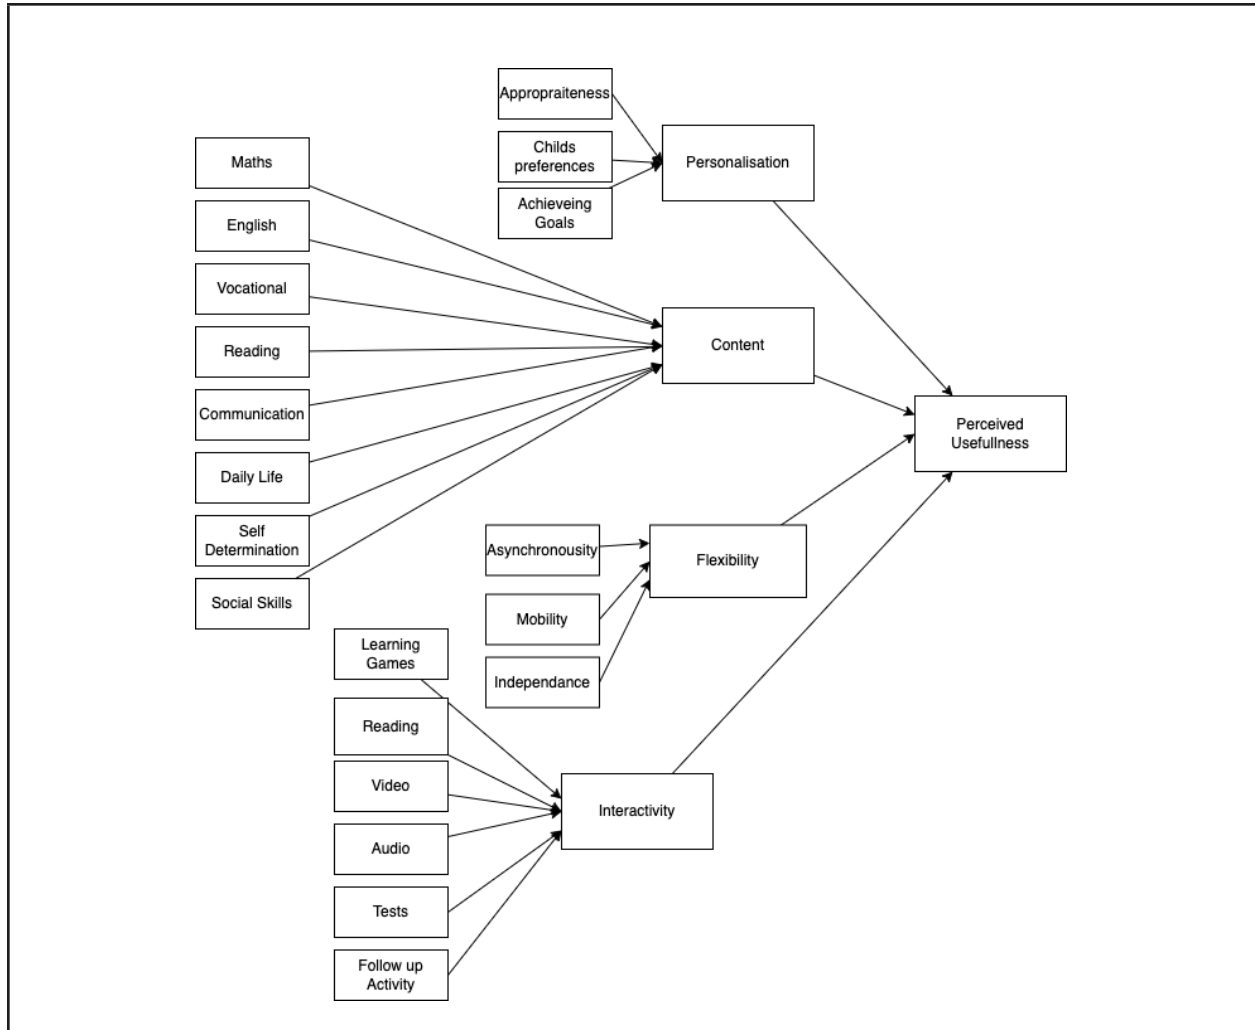 Appropraiteness
Childs
preferences
Achieveing
Goals
Personalisation
Maths
English
Vocational
Reading
Communication
Daily Life
Self
Determination
Social Skills
Content
Perceived
Usefullness
Asynchronousity
Mobility
Independance
Flexibility
Learning
Games
Reading
Video
Audio
Tests
Follow up
Activity
Interactivity